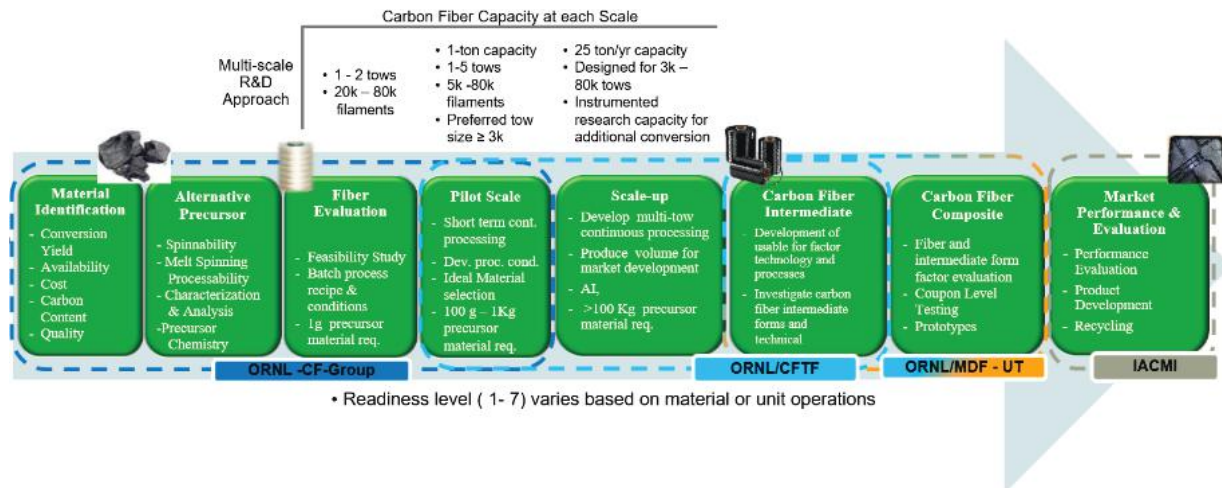 Carbon Fiber Capacity at each Scale
Multi-scale
R&D
Approach
• 1 - 2 tows
• 20k – 80k
filaments
• 1-ton capacity
• 1-5 tows
• 5k -80k
filaments
• Preferred tow
size ≥ 3k
• 25 ton/yr capacity
• Designed for 3k –
80k tows
• Instrumented
research capacity for
additional conversion
Material
Identification
- Conversion
Yield
- Availability
- Cost
- Carbon
Content
- Quality
Alternative
Precursor
- Spinnability
- Melt Spinning
Processability
- Characterization
& Analysis
-Precursor
Chemistry
Fiber
Evaluation
- Feasibility Study
- Batch process
recipe &
conditions
- 1g precursor
material req.
Pilot Scale
- Short term cont.
processing
- Dev. proc. cond.
- Ideal Material
selection
- 100 g – 1Kg
precursor
material req.
Scale-up
- Develop multi-tow
continuous processing
- Produce volume for
market development
- AI,
- >100 Kg precursor
material req.
Carbon Fiber
Intermediate
- Development of
usable for factor
technology and
processes
- Investigate carbon
fiber intermediate
forms and
technical
Carbon Fiber
Composite
- Fiber and
intermediate form
factor evaluation
- Coupon Level
Testing
- Prototypes
Market
Performance &
Evaluation
- Performance
Evaluation
- Product
Development
- Recycling
ORNL -CF-Group
ORNL/CFTF
ORNL/MDF - UT
IACMI
• Readiness level ( 1- 7) varies based on material or unit operations